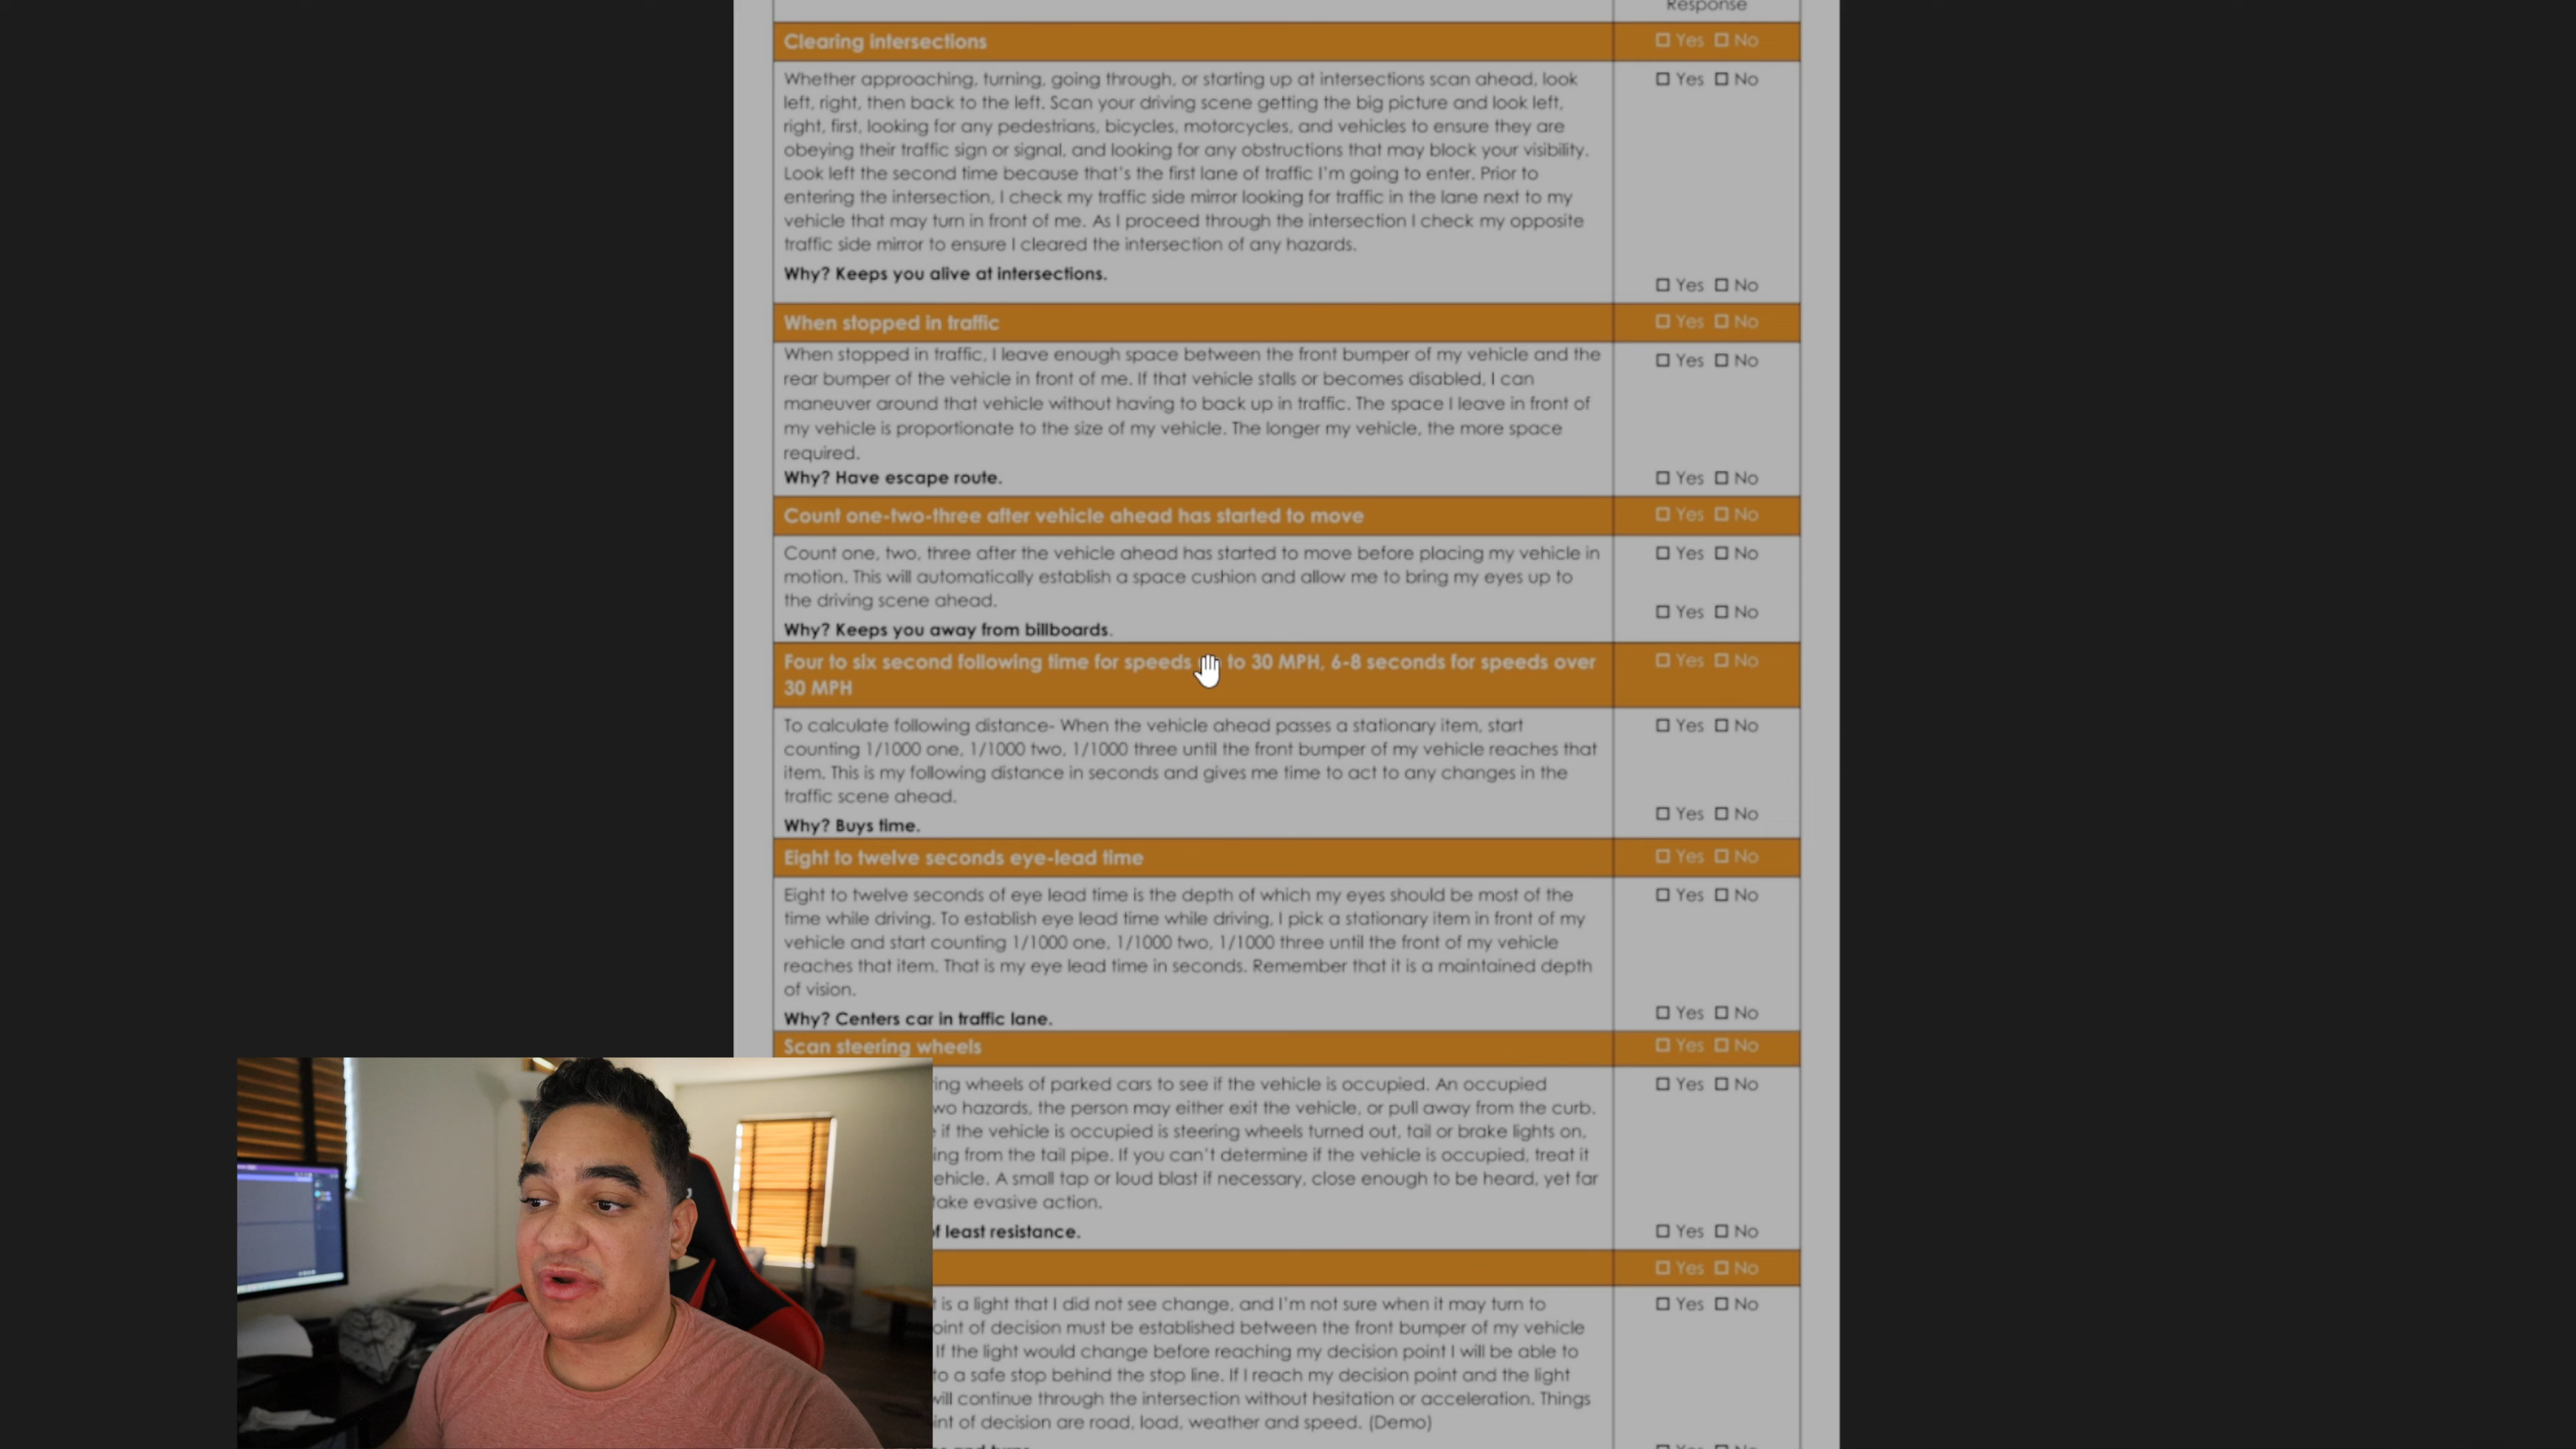 Response
Clearing intersections
☐ Yes ☐ No
Whether approaching, turning, going through, or starting up at intersections scan ahead, look
☐ Yes ☐ No
left, right, then back to the left. Scan your driving scene getting the big picture and look left,
right, first, looking for any pedestrians, bicycles, motorcycles, and vehicles to ensure they are
obeying their traffic sign or signal, and looking for any obstructions that may block your visibility.
Look left the second time because that's the first lane of traffic I'm going to enter. Prior to
entering the intersection, I check my traffic side mirror looking for traffic in the lane next to my
vehicle that may turn in front of me. As I proceed through the intersection I check my opposite
traffic side mirror to ensure I cleared the intersection of any hazards.
Why? Keeps you alive at intersections.
☐ Yes ☐ No
When stopped in traffic
☐ Yes ☐ No
When stopped in traffic, I leave enough space between the front bumper of my vehicle and the
☐ Yes ☐ No
rear bumper of the vehicle in front of me. If that vehicle stalls or becomes disabled, I can
maneuver around that vehicle without having to back up in traffic. The space I leave in front of
my vehicle is proportionate to the size of my vehicle. The longer my vehicle, the more space
required.
Why? Have escape route.
☐ Yes ☐ No
Count one-two-three after vehicle ahead has started to move
☐ Yes ☐ No
Count one, two, three after the vehicle ahead has started to move before placing my vehicle in
☐ Yes ☐ No
motion. This will automatically establish a space cushion and allow me to bring my eyes up to
the driving scene ahead.
☐ Yes ☐ No
Why? Keeps you away from billboards.
Four to six second following time for speeds to 30 MPH, 6-8 seconds for speeds over
☐ Yes ☐ No
30 MPH
To calculate following distance- When the vehicle ahead passes a stationary item, start
☐ Yes ☐ No
counting 1/1000 one, 1/1000 two, 1/1000 three until the front bumper of my vehicle reaches that
item. This is my following distance in seconds and gives me time to act to any changes in the
traffic scene ahead.
☐ Yes ☐ No
Why? Buys time.
Eight to twelve seconds eye-lead time
☐ Yes ☐ No
Eight to twelve seconds of eye lead time is the depth of which my eyes should be most of the
☐ Yes ☐ No
time while driving. To establish eye lead time while driving, I pick a stationary item in front of my
vehicle and start counting 1/1000 one, 1/1000 two, 1/1000 three until the front of my vehicle
reaches that item. That is my eye lead time in seconds. Remember that it is a maintained depth
of vision.
Why? Centers car in traffic lane.
☐ Yes ☐ No
Scan steering wheels
☐ Yes ☐ No
ring wheels of parked cars to see if the vehicle is occupied. An occupied
☐ Yes ☐ No
wo hazards, the person may either exit the vehicle, or pull away from the curb.
if the vehicle is occupied is steering wheels turned out, tail or brake lights on,
ing from the tail pipe. If you can't determine if the vehicle is occupied, treat it
ehicle. A small tap or loud blast if necessary, close enough to be heard, yet far
take evasive action.
f least resistance.
☐ Yes ☐ No
☐ Yes ☐ No
is a light that I did not see change, and I'm not sure when it may turn to
☐ Yes ☐ No
oint of decision must be established between the front bumper of my vehicle
If the light would change before reaching my decision point I will be able to
to a safe stop behind the stop line. If I reach my decision point and the light
will continue through the intersection without hesitation or acceleration. Things
int of decision are road, load, weather and speed. (Demo)